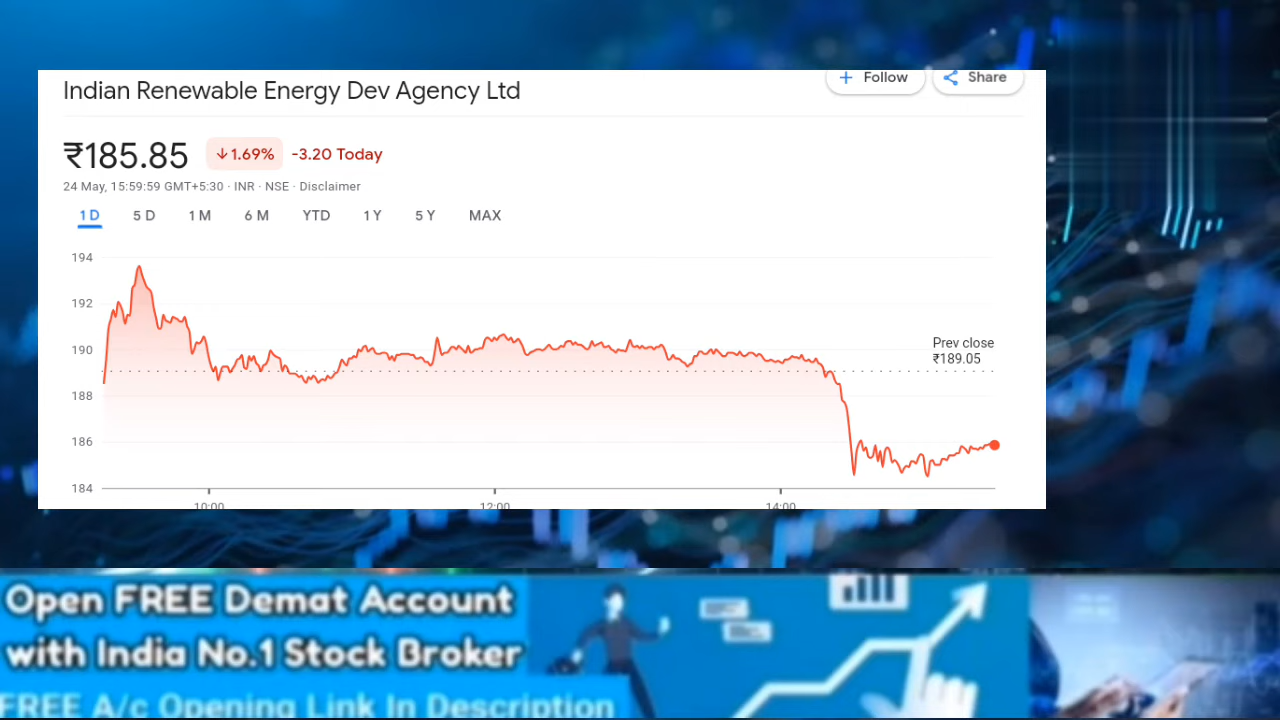 Indian Renewable Energy Dev Agency Ltd
+ Follow
Share
₹185.85
↓1.69%
-3.20 Today
24 May, 15:59:59 GMT+5:30 · INR · NSE · Disclaimer
1 D 5 D 1 M 6 M YTD 1 Y 5 Y MAX
194
192
190
188
186
184
Prev close
₹189.05
10:00 12:00 14:00
Open FREE Demat Account
with India No.1 Stock Broker
FREE A/c Opening Link In Description